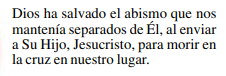 Dios ha salvado el abismo que nos
mantenía separados de Él, al enviar
a Su Hijo, Jesucristo, para morir en
la cruz en nuestro lugar.